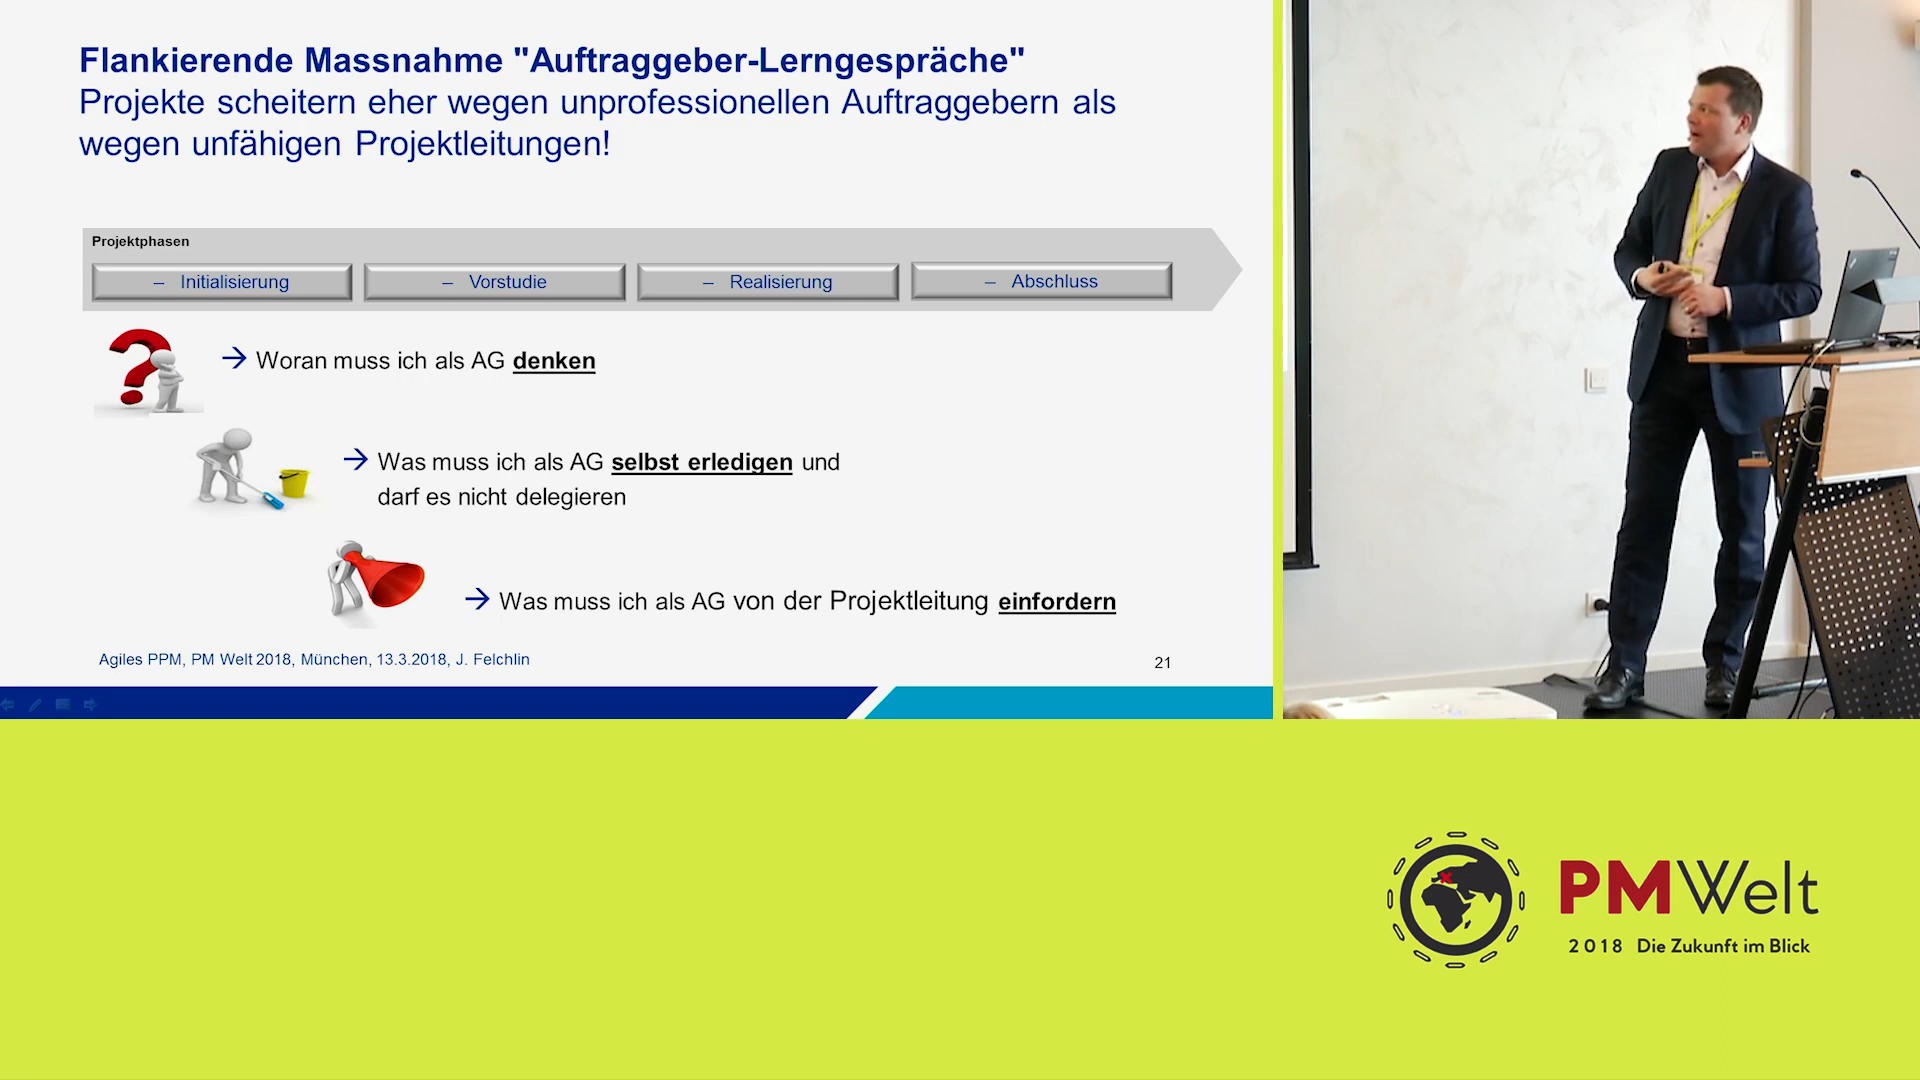 Flankierende Massnahme "Auftraggeber-Lerngespräche"
Projekte scheitern eher wegen unprofessionellen Auftraggebern als
wegen unfähigen Projektleitungen!
Projektphasen
– Initialisierung
– Vorstudie
– Realisierung
– Abschluss
→ Woran muss ich als AG denken
→ Was muss ich als AG selbst erledigen und
darf es nicht delegieren
→ Was muss ich als AG von der Projektleitung einfordern
Agiles PPM, PM Welt 2018, München, 13.3.2018, J. Felchlin
21
PMWelt
2018 Die Zukunft im Blick